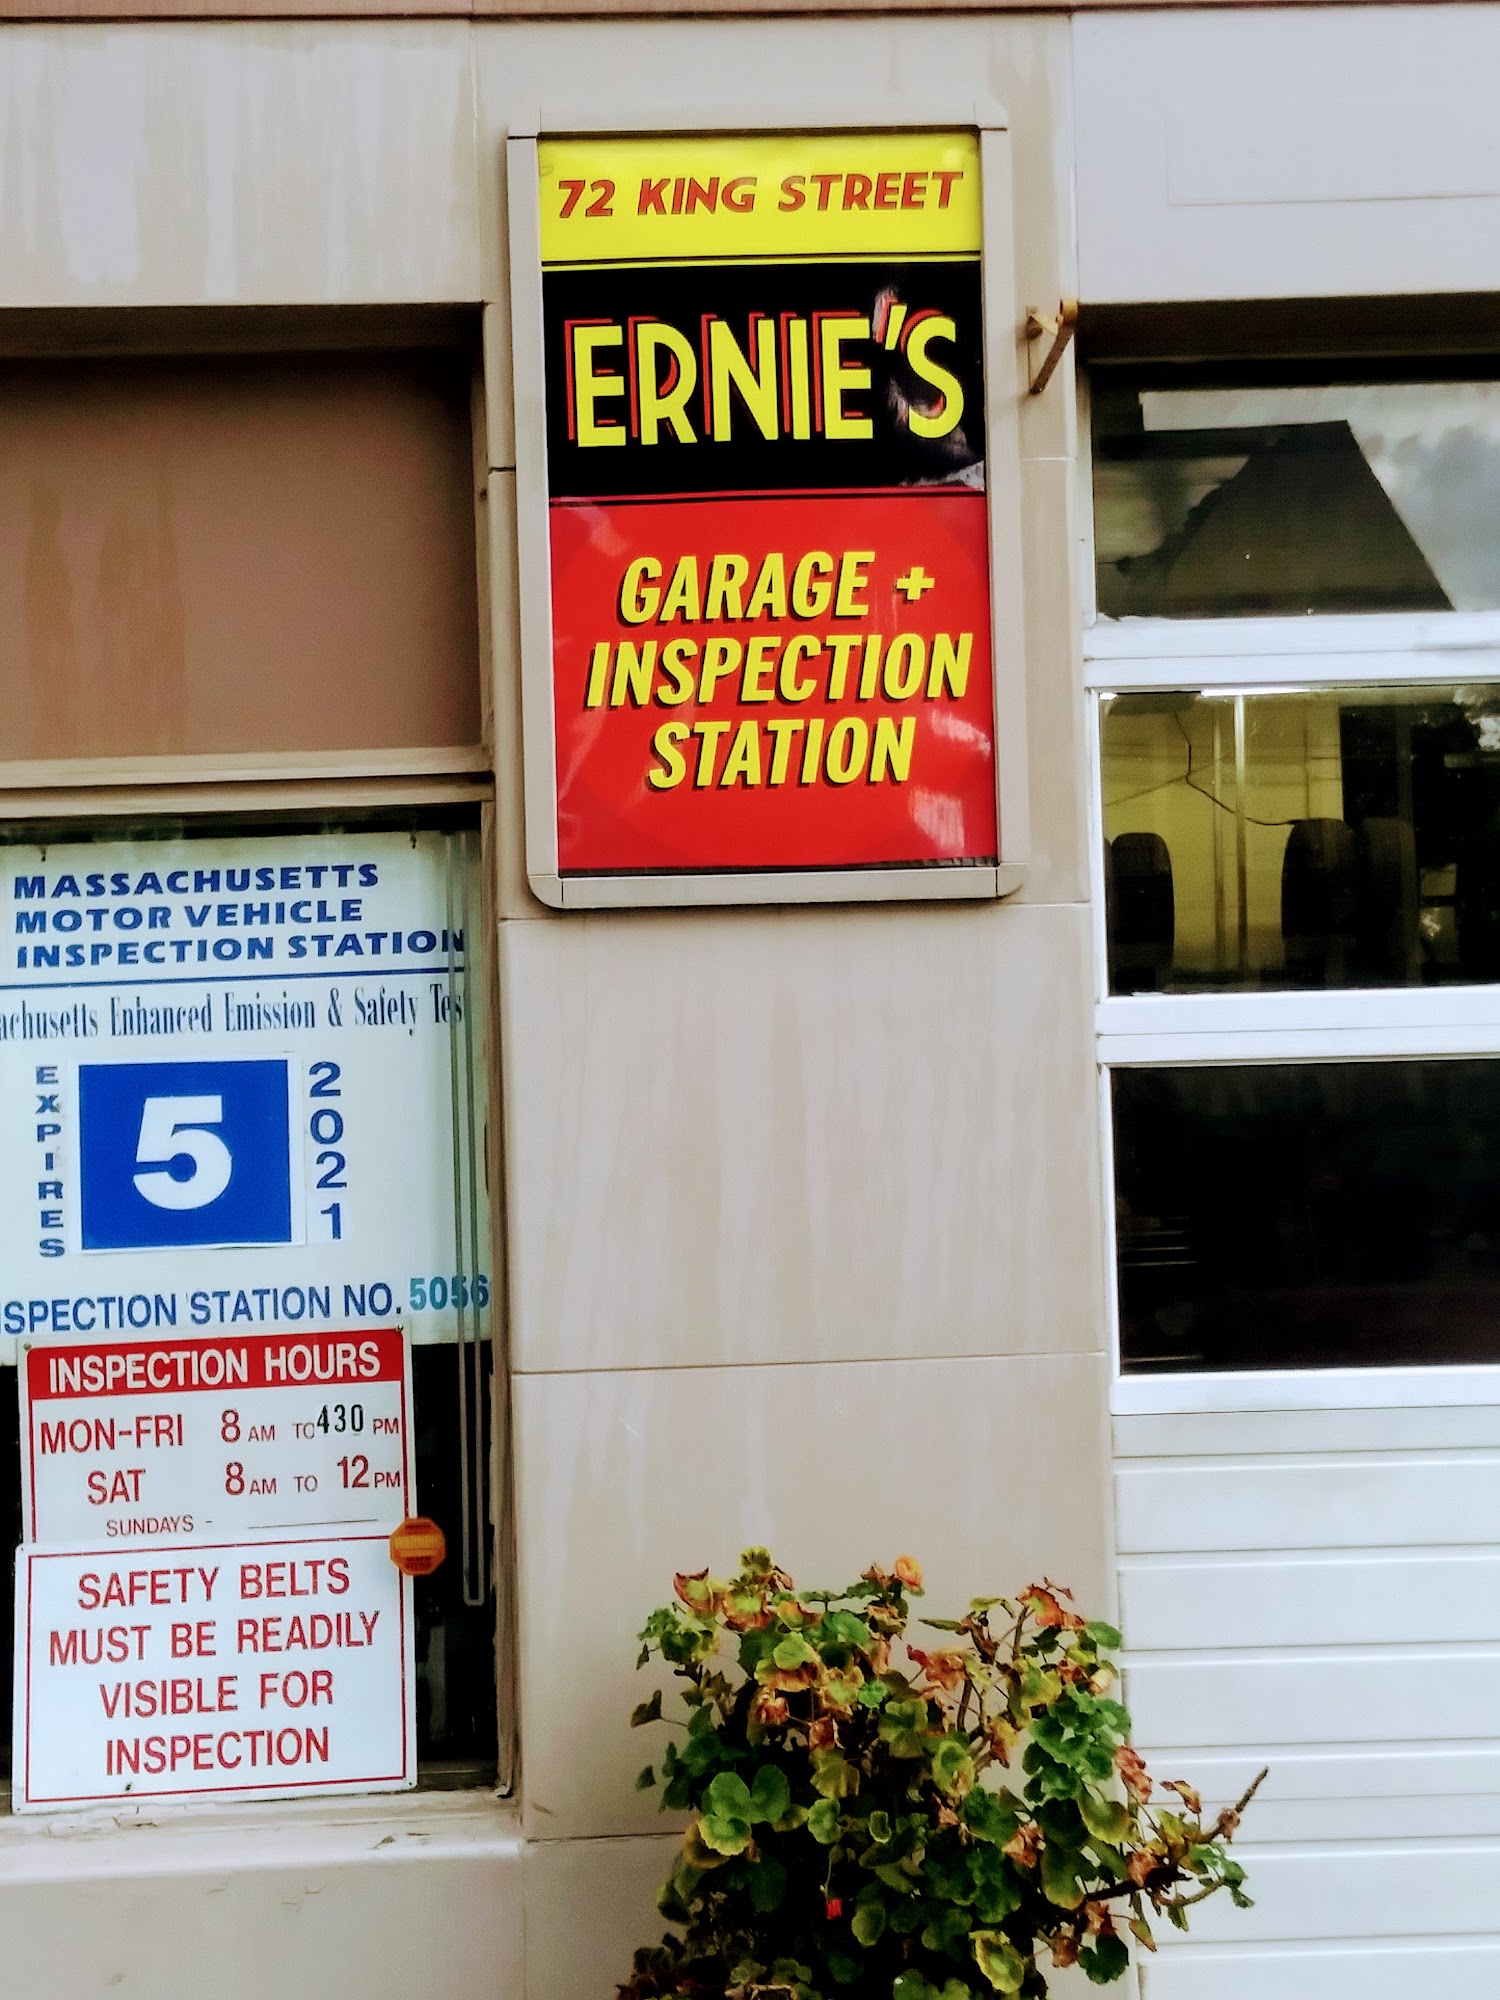 72 KING STREET
ERNIE'S
GARAGE +
INSPECTION
STATION
MASSACHUSETTS
MOTOR VEHICLE
INSPECTION STATION
achusetts Enhanced Emission & Safety Tes
EXPIRES
5
2021
SPECTION STATION NO. 5056
INSPECTION HOURS
MON-FRI 8 AM TO 430 PM
SAT 8 AM TO 12 PM
SUNDAYS -
SAFETY BELTS
MUST BE READILY
VISIBLE FOR
INSPECTION